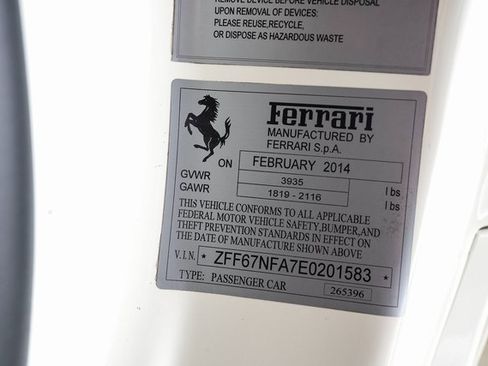 REMOVE DEVICE BEFORE VEHICLE DISPOSAL
UPON REMOVAL OF DEVICES:
PLEASE REUSE,RECYCLE,
OR DISPOSE AS HAZARDOUS WASTE
Ferrari
MANUFACTURED BY
FERRARI S.p.A.
ON FEBRUARY 2014
GVWR 3935 lbs
GAWR 1819 - 2116 lbs
THIS VEHICLE CONFORMS TO ALL APPLICABLE
FEDERAL MOTOR VEHICLE SAFETY,BUMPER,AND
THEFT PREVENTION STANDARDS IN EFFECT ON
THE DATE OF MANUFACTURE SHOWN ABOVE
V.I.N. * ZFF67NFA7E0201583 *
TYPE: PASSENGER CAR 265396